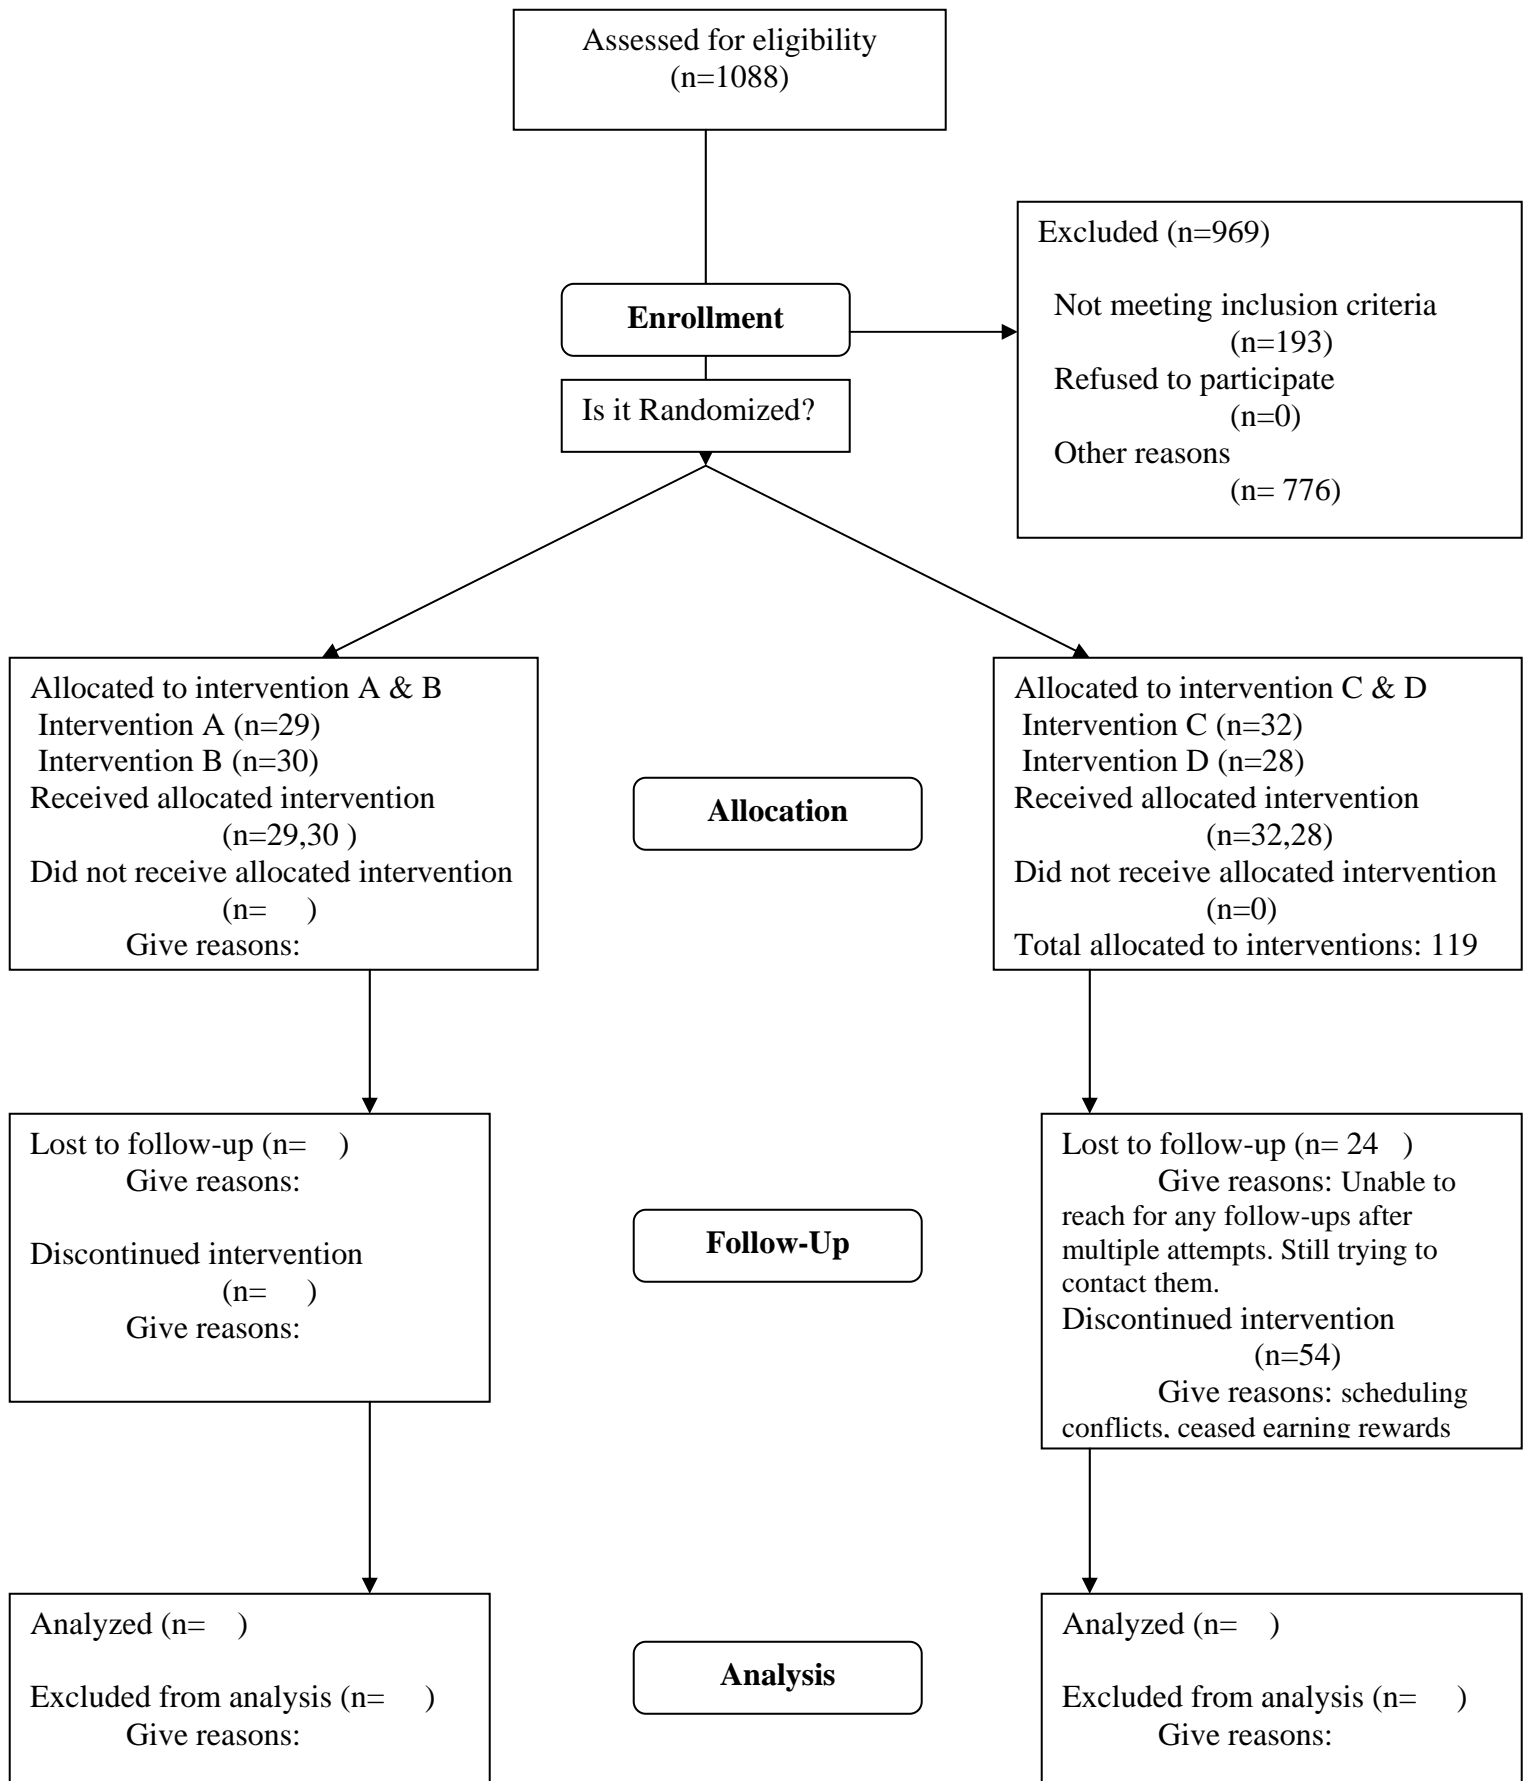 Assessed for eligibility
(n=1088)
Excluded (n=969)
Not meeting inclusion criteria
(n=193)
Refused to participate
(n=0)
Other reasons
(n= 776)
Enrollment
Is it Randomized?
Allocated to intervention A & B
Intervention A (n=29)
Intervention B (n=30)
Received allocated intervention
(n=29,30 )
Did not receive allocated intervention
(n=    )
Give reasons:
Allocation
Allocated to intervention C & D
Intervention C (n=32)
Intervention D (n=28)
Received allocated intervention
(n=32,28)
Did not receive allocated intervention
(n=0)
Total allocated to interventions: 119
Lost to follow-up (n=    )
Give reasons:
Discontinued intervention
(n=    )
Give reasons:
Follow-Up
Lost to follow-up (n= 24   )
Give reasons: Unable to
reach for any follow-ups after
multiple attempts. Still trying to
contact them.
Discontinued intervention
(n=54)
Give reasons: scheduling
conflicts, ceased earning rewards
Analyzed (n=    )
Excluded from analysis (n=    )
Give reasons:
Analysis
Analyzed (n=    )
Excluded from analysis (n=    )
Give reasons: